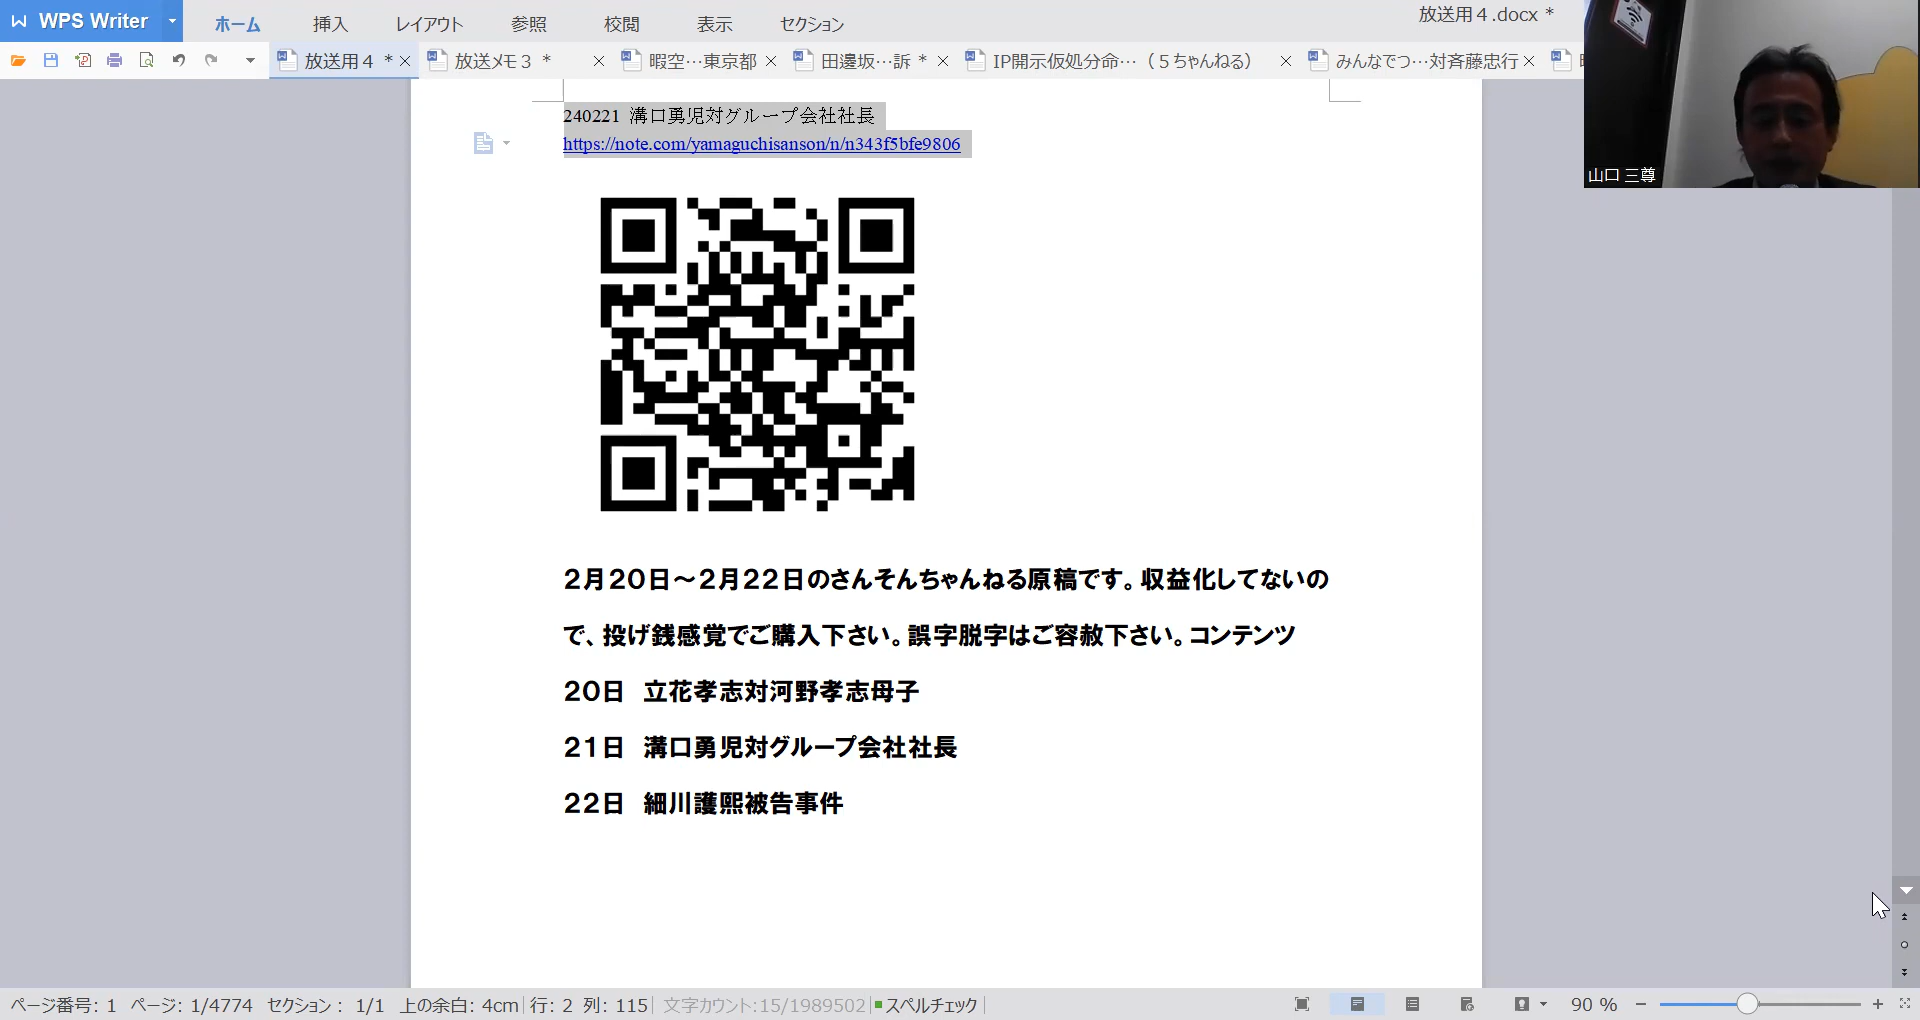 WPS Writer
ホーム 挿入 レイアウト 参照 校閲 表示 セクション
放送用４.docx *
放送用４ * 放送メモ３ * 暇空…東京都 田邊坂…訴 * IP開示仮処分命…（５ちゃんねる） みんなでつ…対斉藤忠行
山口 三尊
240221 溝口勇児対グループ会社社長
https://note.com/yamaguchisanson/n/n343f5bfe9806
２月２０日～２月２２日のさんそんちゃんねる原稿です。収益化してないの
で、投げ銭感覚でご購入下さい。誤字脱字はご容赦下さい。コンテンツ
２０日　立花孝志対河野孝志母子
２１日　溝口勇児対グループ会社社長
２２日　細川護熙被告事件
ページ番号: 1 ページ: 1/4774 セクション : 1/1 上の余白: 4cm 行: 2 列: 115 文字カウント:15/1989502 スペルチェック 90 %